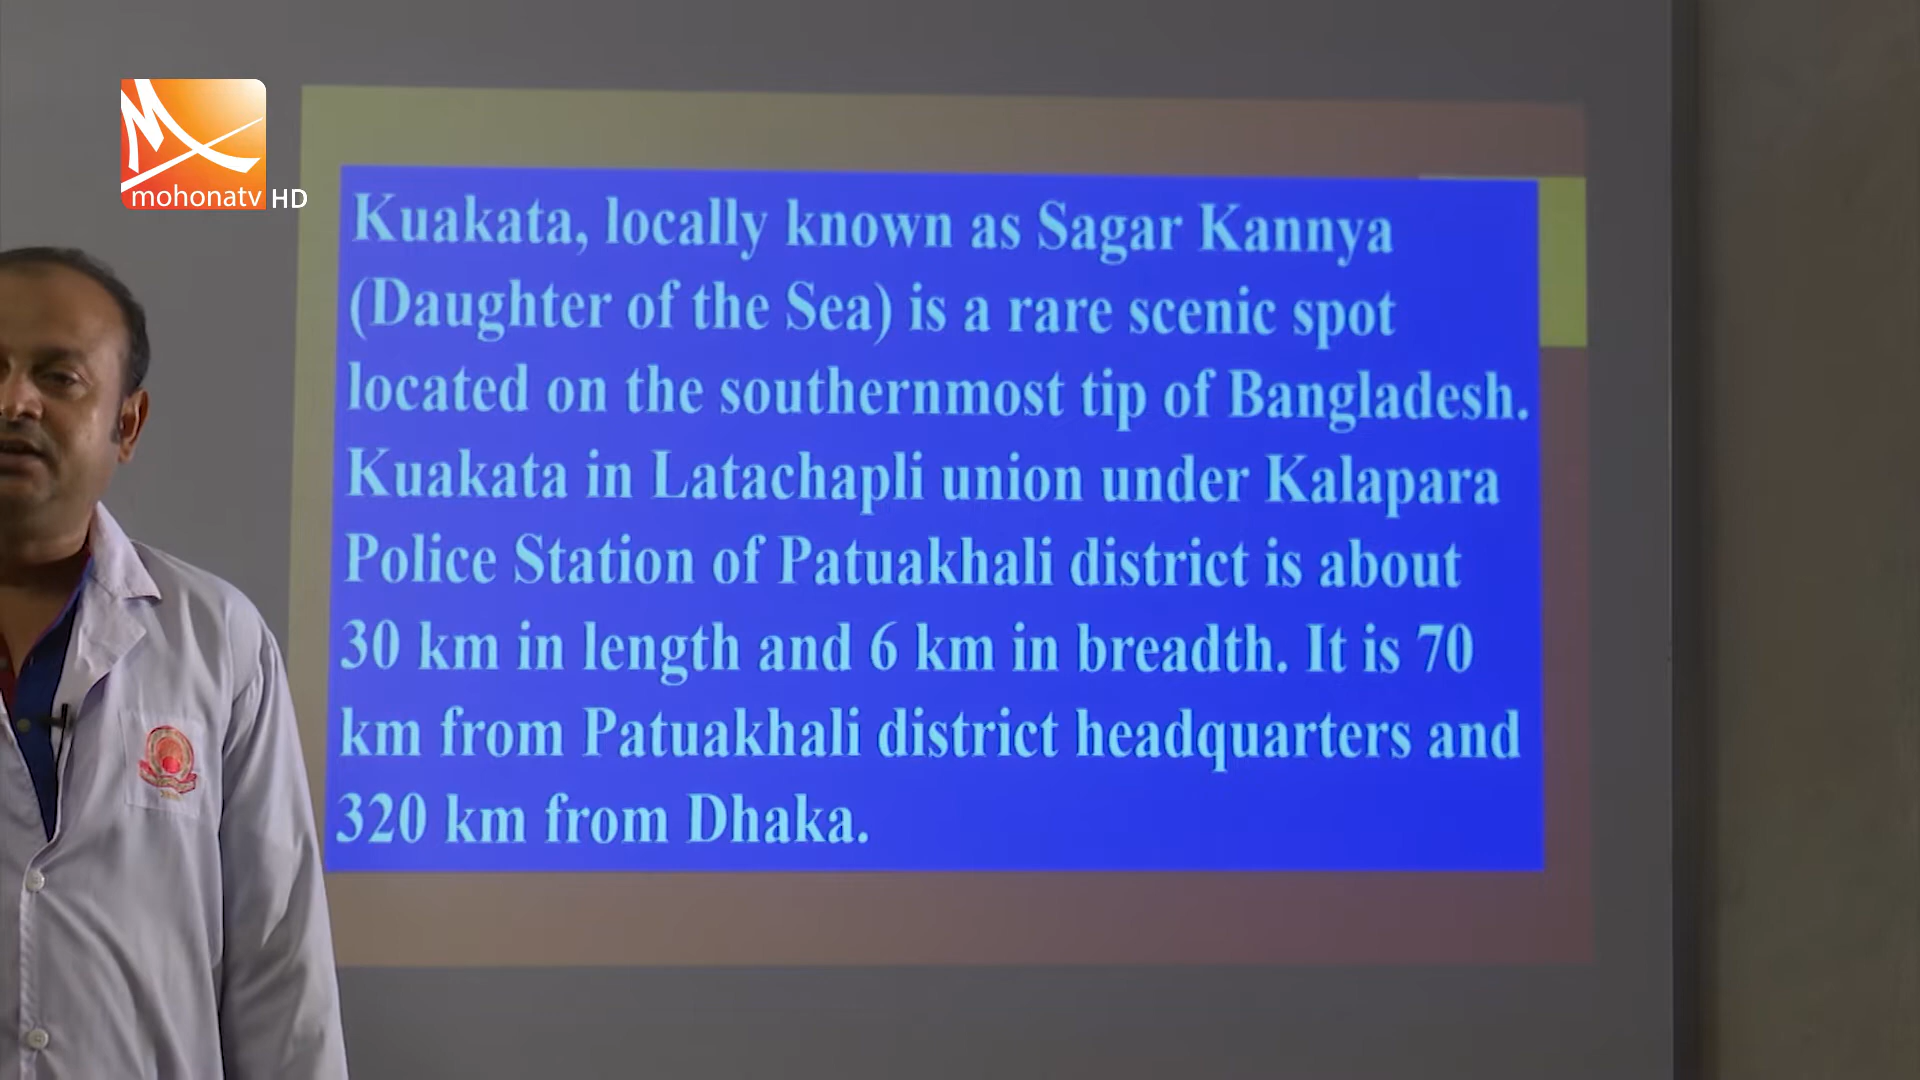 mohonatv HD
Kuakata, locally known as Sagar Kannya
(Daughter of the Sea) is a rare scenic spot
located on the southernmost tip of Bangladesh.
Kuakata in Latachapli union under Kalapara
Police Station of Patuakhali district is about
30 km in length and 6 km in breadth. It is 70
km from Patuakhali district headquarters and
320 km from Dhaka.